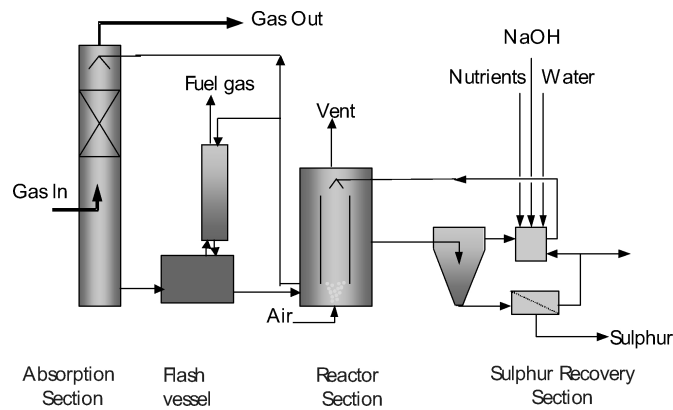 Gas Out
NaOH
Nutrients
Water
Fuel gas
Vent
Gas In
Air
Sulphur
Absorption
Section
Flash
vessel
Reactor
Section
Sulphur Recovery
Section